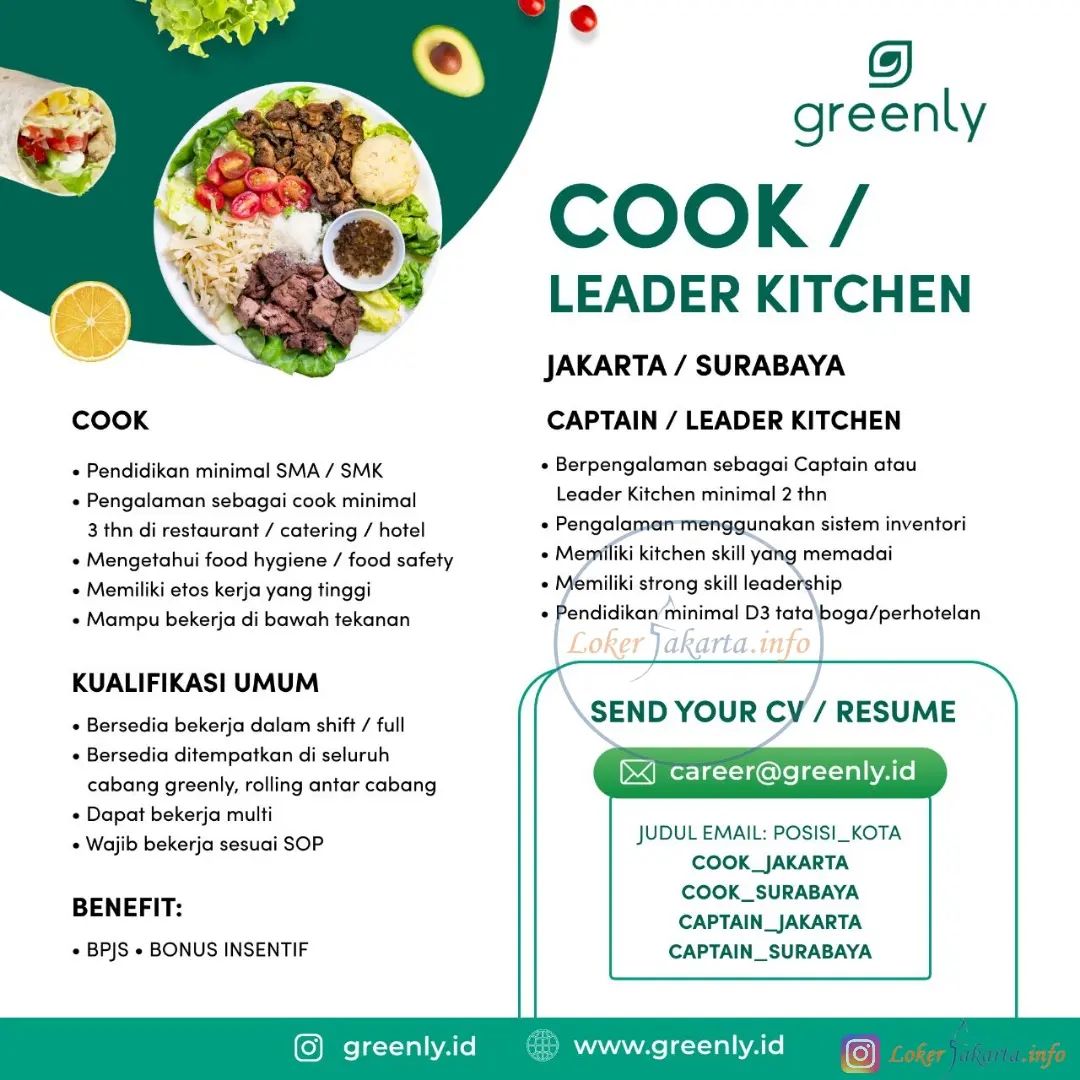 greenly
COOK /
LEADER KITCHEN
JAKARTA / SURABAYA
COOK
• Pendidikan minimal SMA / SMK
• Pengalaman sebagai cook minimal
3 thn di restaurant / catering / hotel
• Mengetahui food hygiene / food safety
• Memiliki etos kerja yang tinggi
• Mampu bekerja di bawah tekanan
KUALIFIKASI UMUM
• Bersedia bekerja dalam shift / full
• Bersedia ditempatkan di seluruh
cabang greenly, rolling antar cabang
• Dapat bekerja multi
• Wajib bekerja sesuai SOP
BENEFIT:
• BPJS • BONUS INSENTIF
CAPTAIN / LEADER KITCHEN
• Berpengalaman sebagai Captain atau
Leader Kitchen minimal 2 thn
• Pengalaman menggunakan sistem inventori
• Memiliki kitchen skill yang memadai
• Memiliki strong skill leadership
• Pendidikan minimal D3 tata boga/perhotelan
Loker Jakarta.info
SEND YOUR CV / RESUME
career@greenly.id
JUDUL EMAIL: POSISI_KOTA
COOK_JAKARTA
COOK_SURABAYA
CAPTAIN_JAKARTA
CAPTAIN_SURABAYA
greenly.id
www.greenly.id
Loker Jakarta.info